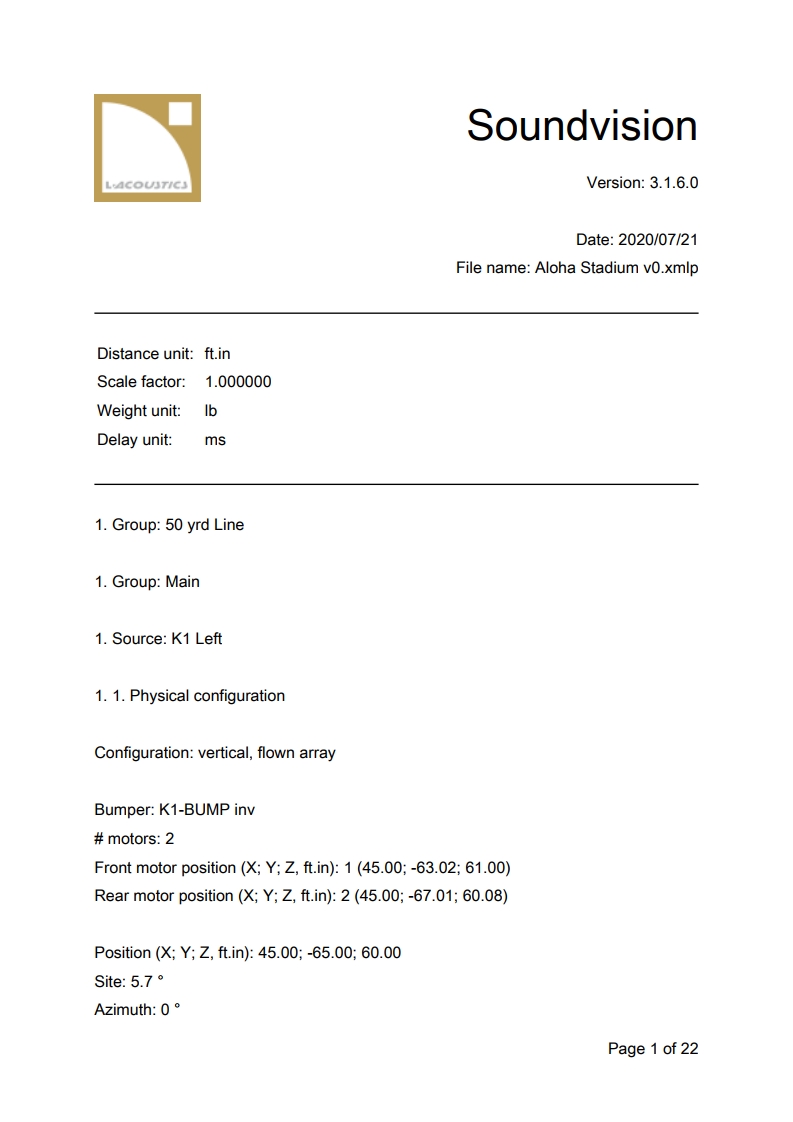 L-ACOUSTICS
Soundvision
Version: 3.1.6.0
Date: 2020/07/21
File name: Aloha Stadium v0.xmlp
Distance unit: ft.in
Scale factor: 1.000000
Weight unit: lb
Delay unit: ms
1. Group: 50 yrd Line
1. Group: Main
1. Source: K1 Left
1. 1. Physical configuration
Configuration: vertical, flown array
Bumper: K1-BUMP inv
# motors: 2
Front motor position (X; Y; Z, ft.in): 1 (45.00; -63.02; 61.00)
Rear motor position (X; Y; Z, ft.in): 2 (45.00; -67.01; 60.08)
Position (X; Y; Z, ft.in): 45.00; -65.00; 60.00
Site: 5.7 °
Azimuth: 0 °
Page 1 of 22